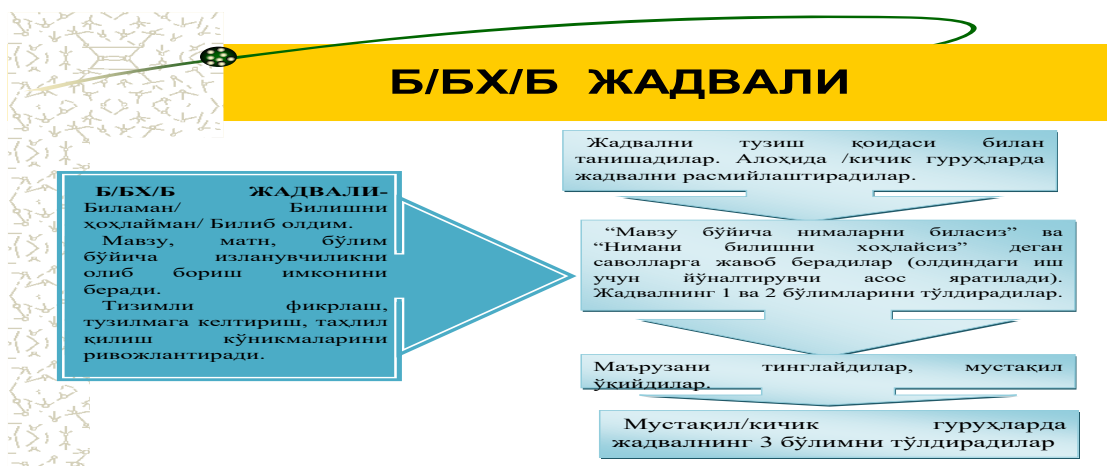 Б/БХ/Б ЖАДВАЛИ
Б/БХ/Б ЖАДВАЛИ-
Биламан/ Билишни
ҳоҳлайман/ Билиб олдим.
Мавзу, матн, бўлим
бўйича изланувчиликни
олиб бориш имконини
беради.
Тизимли фикрлаш,
тузилмага келтириш, таҳлил
қилиш кўникмаларини
ривожлантиради.
Жадвални тузиш қоидаси билан
танишадилар. Алоҳида /кичик гуруҳларда
жадвални расмийлаштирадилар.
“Мавзу бўйича нималарни биласиз” ва
“Нимани билишни хоҳлайсиз” деган
саволларга жавоб берадилар (олдиндаги иш
учун йўналтирувчи асос яратилади).
Жадвалнинг 1 ва 2 бўлимларини тўлдирадилар.
Маърузани тинглайдилар, мустақил
ўқийдилар.
Мустақил/кичик гуруҳларда
жадвалнинг 3 бўлимни тўлдирадилар